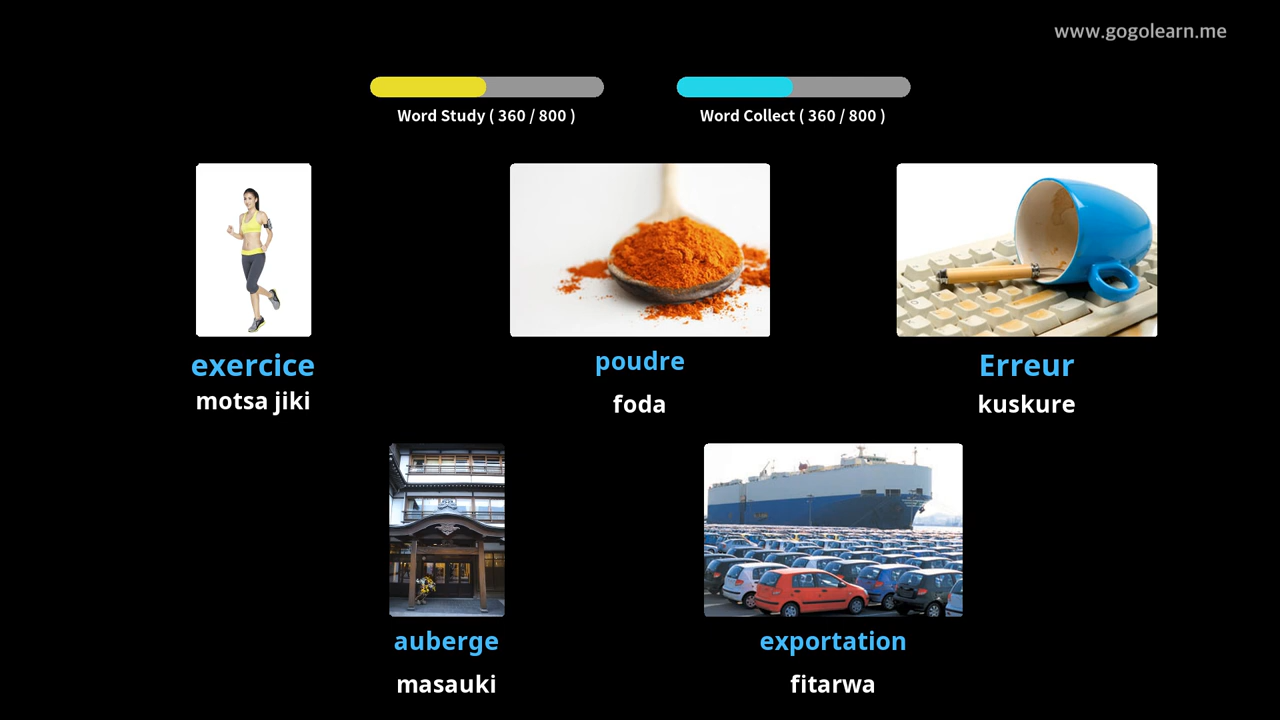 www.gogolearn.me
Word Study ( 360 / 800 )
Word Collect ( 360 / 800 )
exercice
motsa jiki
poudre
foda
Erreur
kuskure
auberge
masauki
exportation
fitarwa